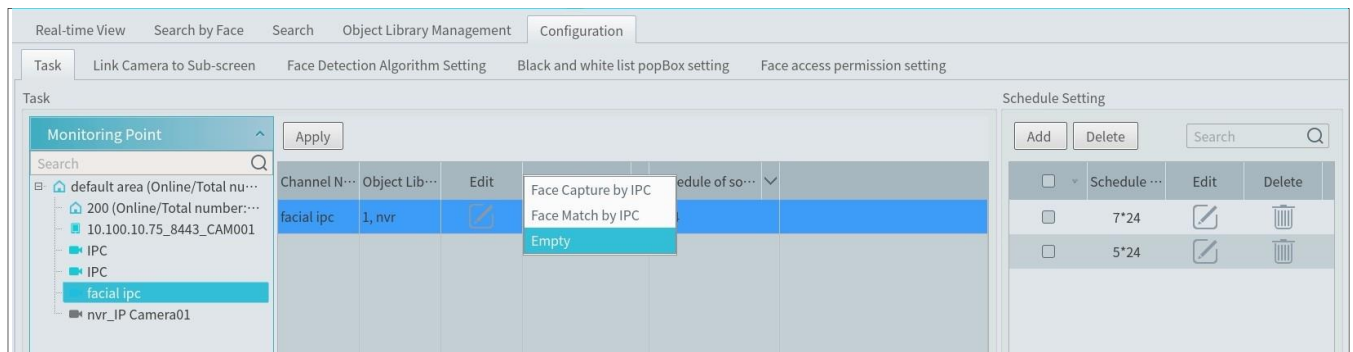 Real-time View Search by Face Search Object Library Management Configuration
Task Link Camera to Sub-screen Face Detection Algorithm Setting Black and white list popBox setting Face access permission setting
Task Schedule Setting
Monitoring Point Apply Add Delete Search
Search
Channel N··· Object Lib··· Edit edule of so··· Schedule ··· Edit Delete
default area (Online/Total nu···
Face Capture by IPC
200 (Online/Total number:···
facial ipc 1, nvr Face Match by IPC 7*24
10.100.10.75_8443_CAM001
IPC
Empty
5*24
IPC
facial ipc
nvr_IP Camera01